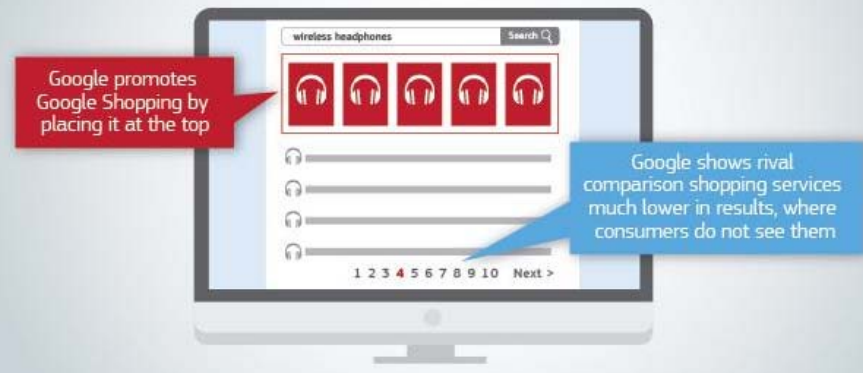 wireless headphones Search
Google promotes
Google Shopping by
placing it at the top
Google shows rival
comparison shopping services
much lower in results, where
consumers do not see them
1 2 3 4 5 6 7 8 9 10 Next >